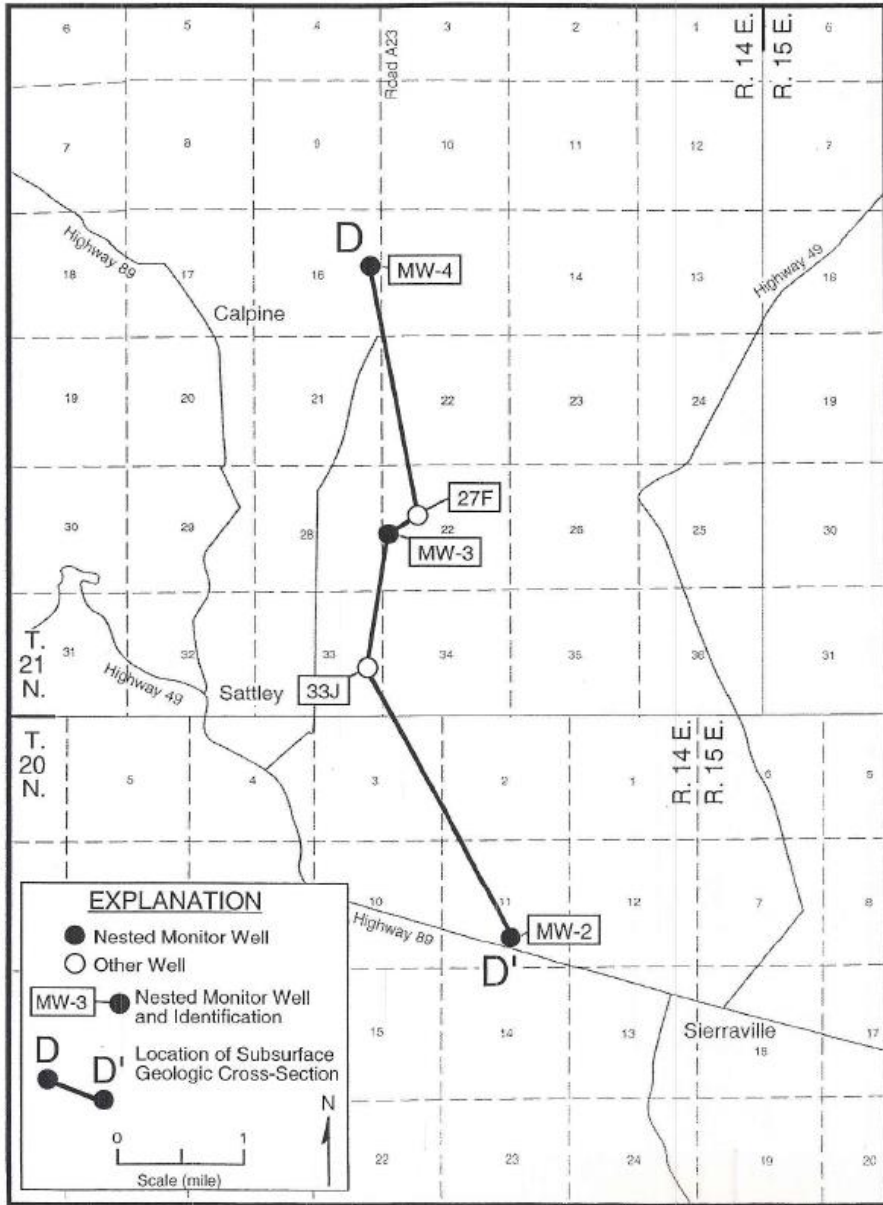 6 5 4 3 2 1 6
Road A23
R. 14 E.
R. 15 E.
7 8 9 10 11 12 7
Highway 89
Highway 49
D
MW-4
18 17 16 14 13 18
Calpine
19 20 21 22 23 24 19
27F
30 29 28 22 26 25 30
MW-3
T.
21
N.
31 32 33 34 35 36 31
Highway 49
Sattley
33J
T.
20
N.
5 4 3 2 1 6 5
R. 14 E.
R. 15 E.
10 11 12 7 8
Highway 89
MW-2
D'
15 14 13 18 17
Sierraville
22 23 24 19 20
EXPLANATION
Nested Monitor Well
Other Well
MW-3
Nested Monitor Well
and Identification
D
D'
Location of Subsurface
Geologic Cross-Section
N
0 1
Scale (mile)